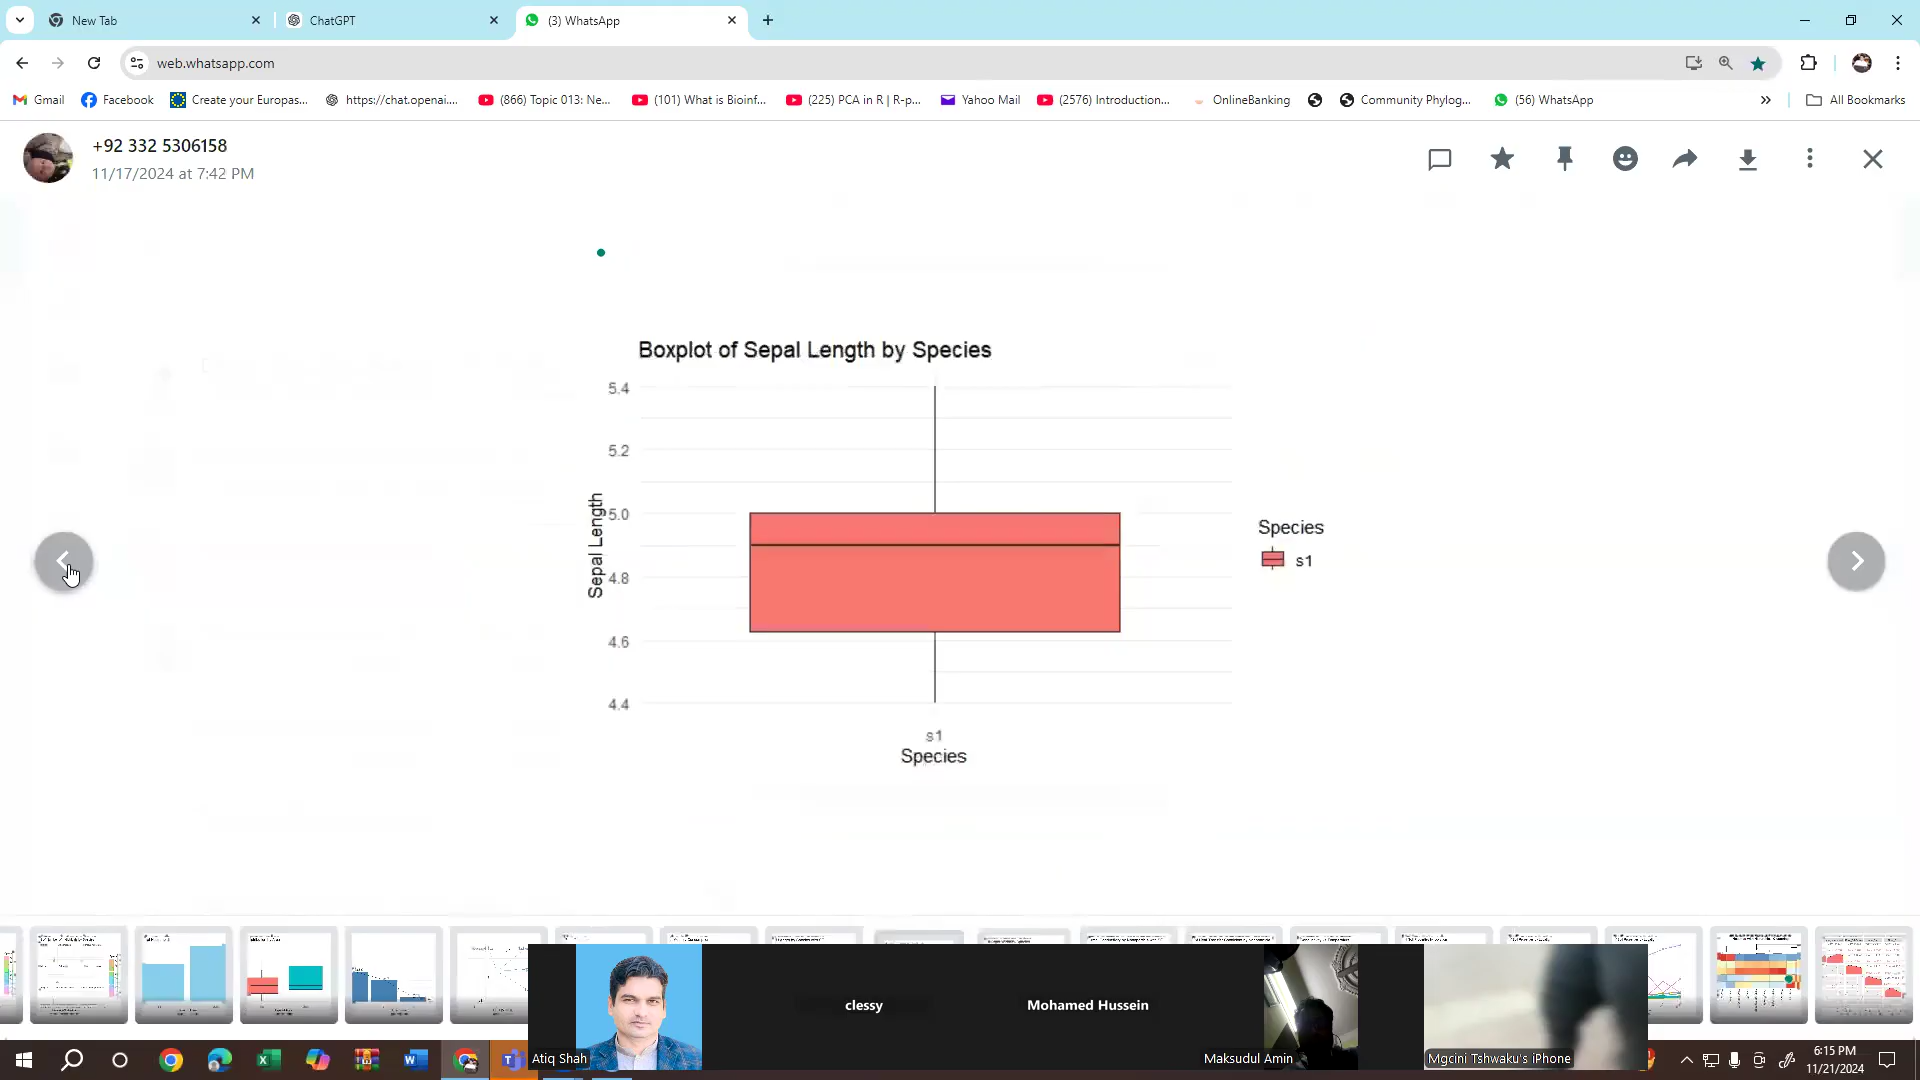 New Tab
ChatGPT
(3) WhatsApp
web.whatsapp.com
Gmail
Facebook
Create your Europas...
https://chat.openai....
(866) Topic 013: Ne...
(101) What is Bioinf...
(225) PCA in R | R-p...
Yahoo Mail
(2576) Introduction...
OnlineBanking
Community Phylog...
(56) WhatsApp
All Bookmarks
+92 332 5306158
11/17/2024 at 7:42 PM
Boxplot of Sepal Length by Species
5.4
5.2
5.0
4.8
4.6
4.4
Sepal Length
s1
Species
Species
s1
Atiq Shah
clessy
Mohamed Hussein
Maksudul Amin
Mgcini Tshwaku's iPhone
6:15 PM
11/21/2024